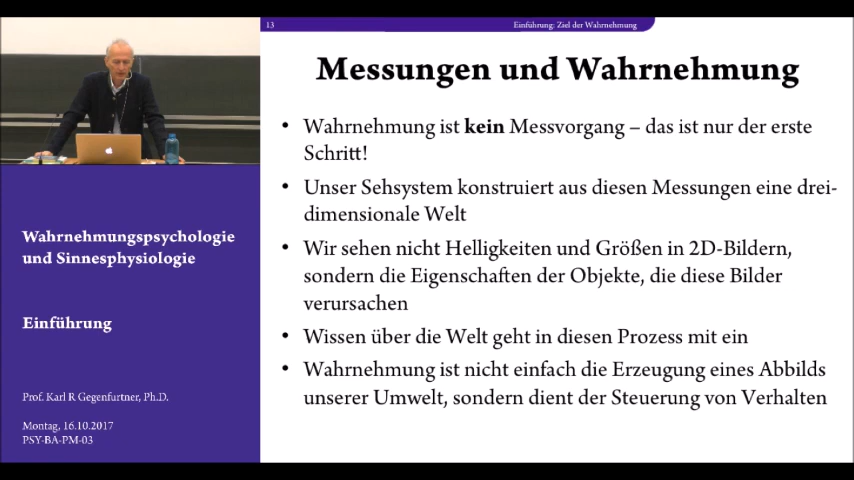 13
Einführung: Ziel der Wahrnehmung
Messungen und Wahrnehmung
• Wahrnehmung ist kein Messvorgang – das ist nur der erste
Schritt!
• Unser Sehsystem konstruiert aus diesen Messungen eine drei-
dimensionale Welt
• Wir sehen nicht Helligkeiten und Größen in 2D-Bildern,
sondern die Eigenschaften der Objekte, die diese Bilder
verursachen
• Wissen über die Welt geht in diesen Prozess mit ein
• Wahrnehmung ist nicht einfach die Erzeugung eines Abbilds
unserer Umwelt, sondern dient der Steuerung von Verhalten
Wahrnehmungspsychologie
und Sinnesphysiologie
Einführung
Prof. Karl R Gegenfurtner, Ph.D.
Montag, 16.10.2017
PSY-BA-PM-03